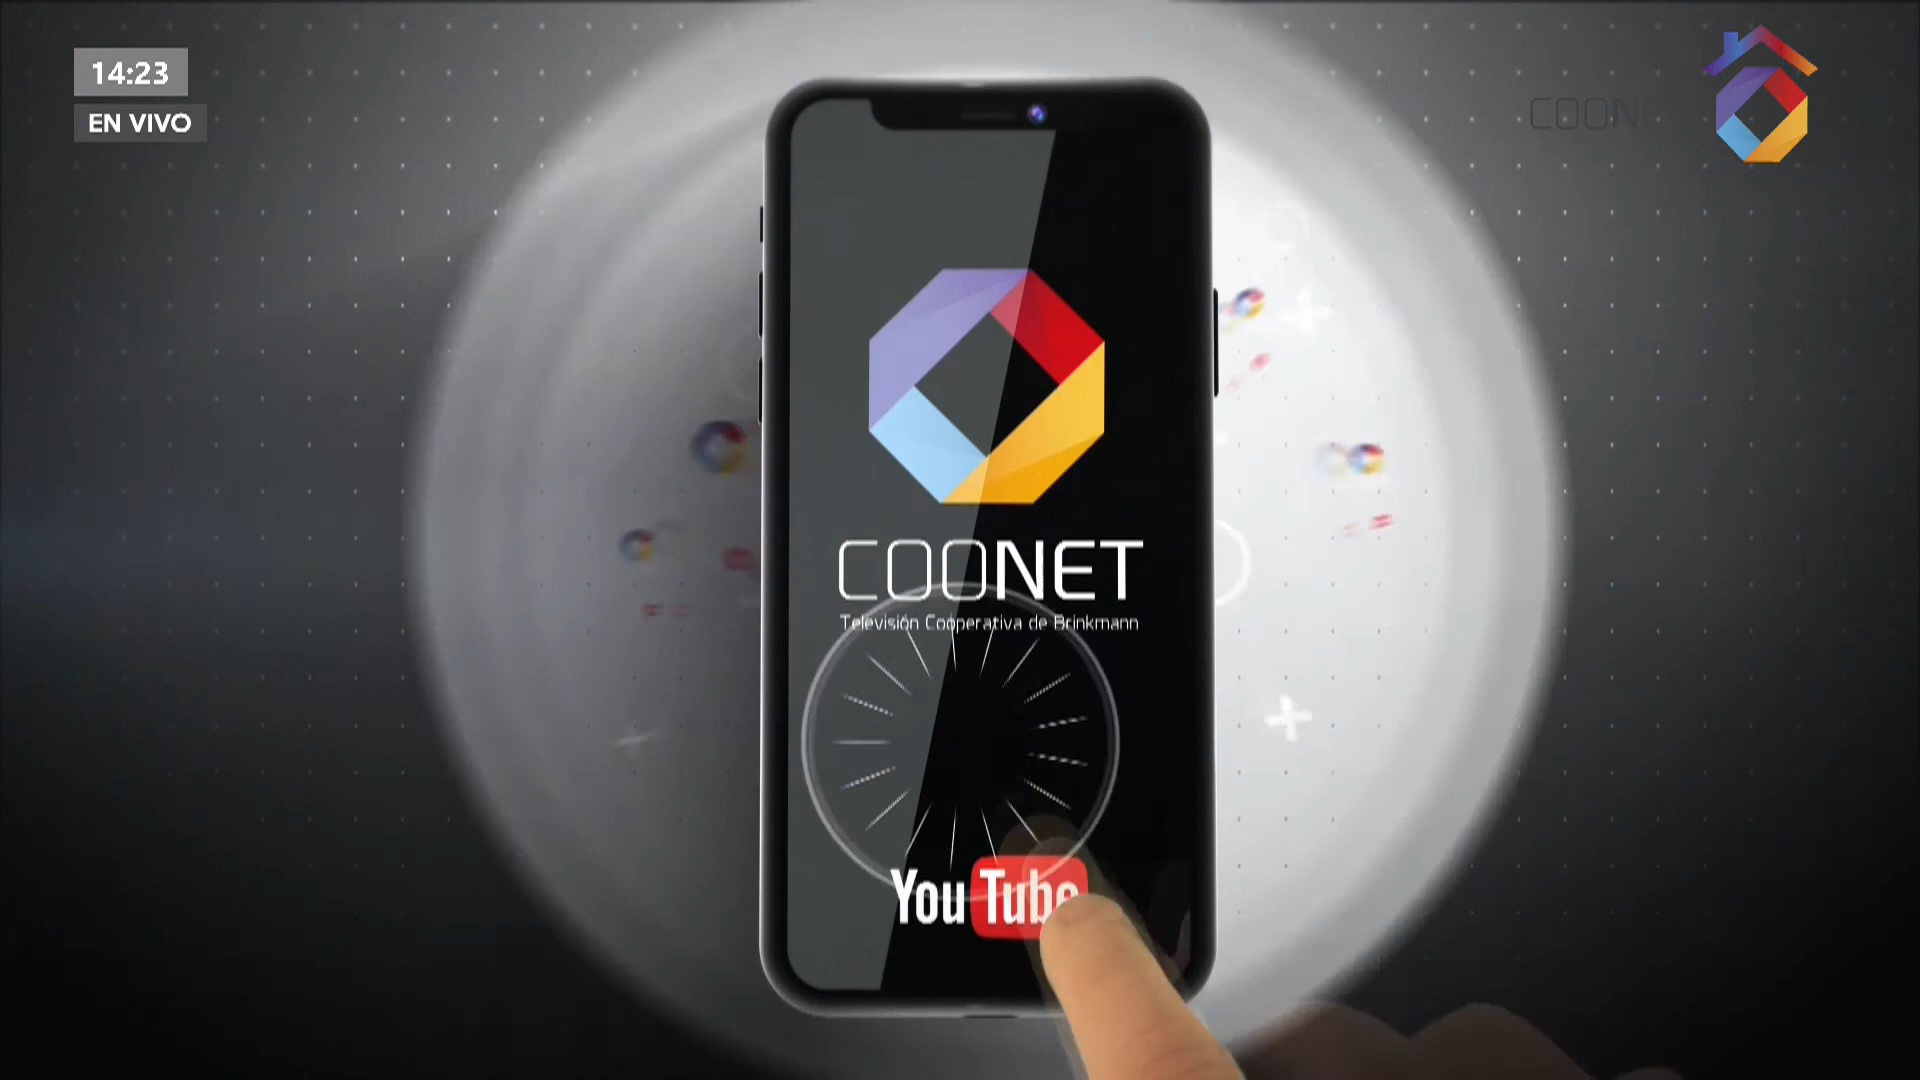 14:23
EN VIVO
COONET
Televisión Cooperativa de Brinkmann
You Tube